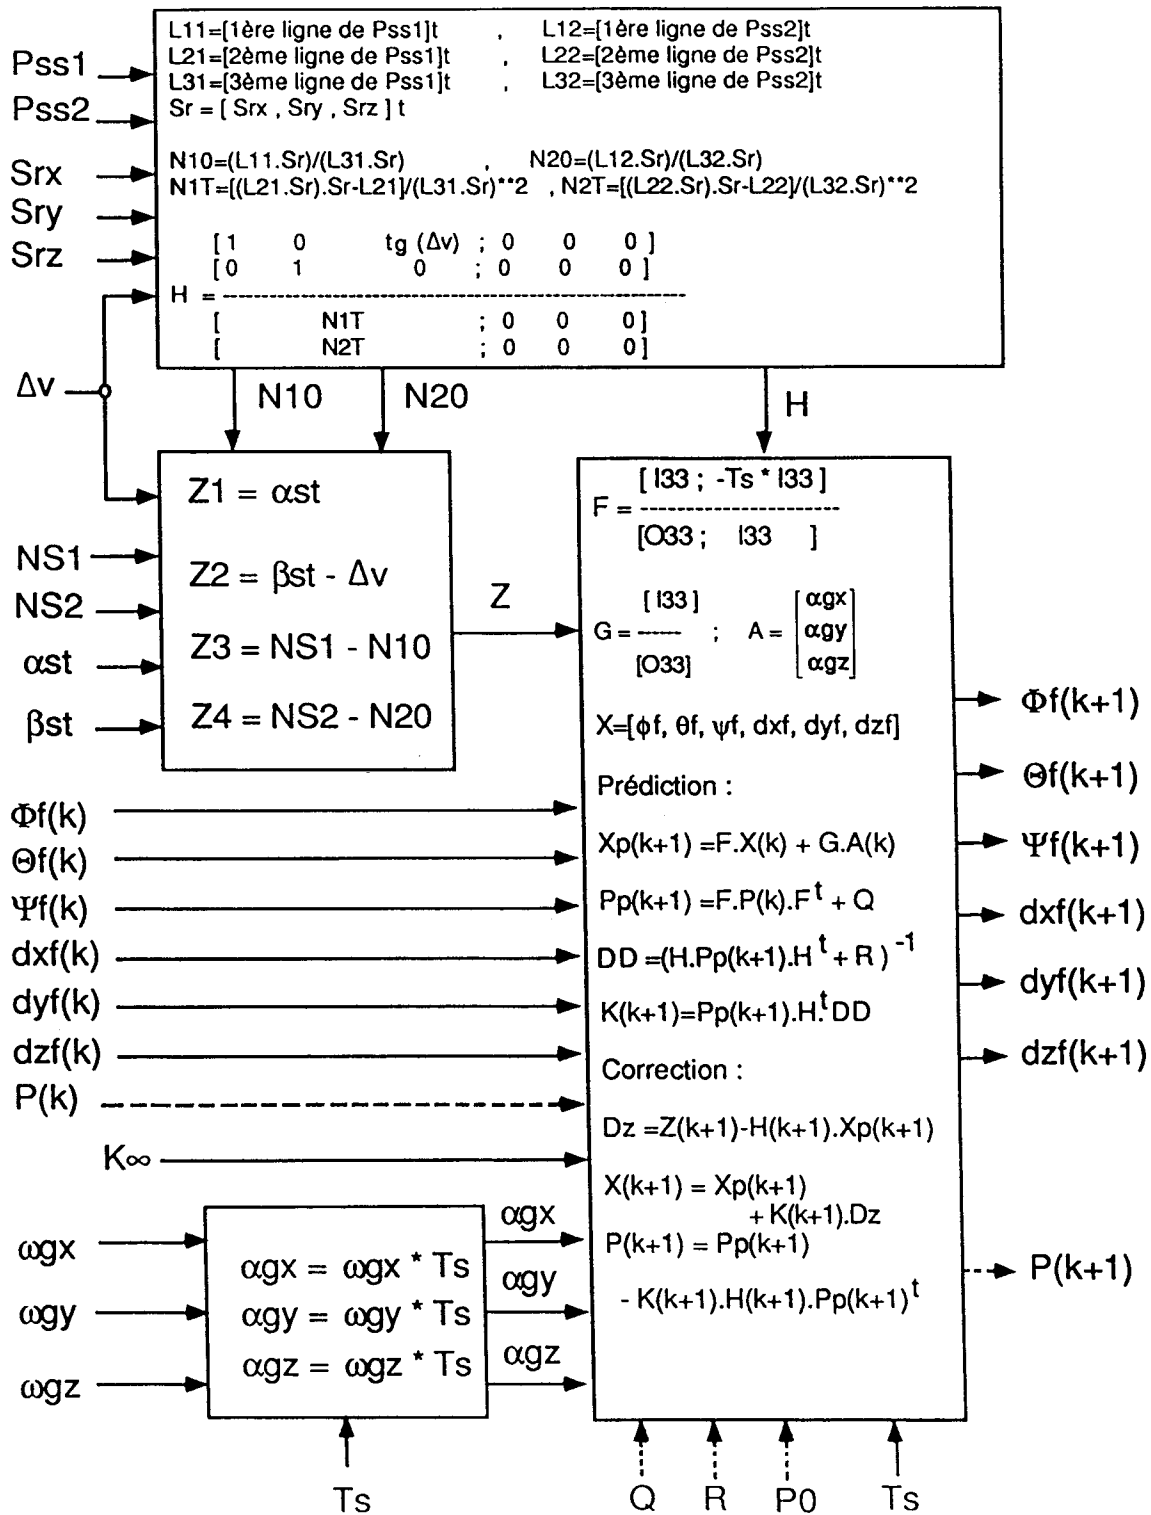 L11=[1ère ligne de Pss1]t , L12=[1ère ligne de Pss2]t
L21=[2ème ligne de Pss1]t , L22=[2ème ligne de Pss2]t
L31=[3ème ligne de Pss1]t , L32=[3ème ligne de Pss2]t
Sr = [ Srx , Sry , Srz ] t
N10=(L11.Sr)/(L31.Sr) , N20=(L12.Sr)/(L32.Sr)
N1T=[(L21.Sr).Sr-L21]/(L31.Sr)**2 , N2T=[(L22.Sr).Sr-L22]/(L32.Sr)**2
[ 1 0 tg (Δv) ; 0 0 0 ]
[ 0 1 0 ; 0 0 0 ]
H = ------------------------------------------------
[ N1T ; 0 0 0 ]
[ N2T ; 0 0 0 ]
Pss1
Pss2
Srx
Sry
Srz
Δv
N10
N20
H
NS1
NS2
αst
βst
Z1 = αst
Z2 = βst - Δv
Z3 = NS1 - N10
Z4 = NS2 - N20
Z
[ I33 ; -Ts * I33 ]
F = --------------------
[O33 ; I33 ]
[ I33 ]
G = ------ ; A =
[O33]
αgx
αgy
αgz
X=[ϕf, θf, ψf, dxf, dyf, dzf]
Prédiction :
Xp(k+1) =F.X(k) + G.A(k)
Pp(k+1) =F.P(k).F t + Q
DD =(H.Pp(k+1).H t + R ) -1
K(k+1)=Pp(k+1).H.t DD
Correction :
Dz =Z(k+1)-H(k+1).Xp(k+1)
X(k+1) = Xp(k+1)
+ K(k+1).Dz
P(k+1) = Pp(k+1)
- K(k+1).H(k+1).Pp(k+1) t
Φf(k)
Θf(k)
Ψf(k)
dxf(k)
dyf(k)
dzf(k)
P(k)
K∞
ωgx
ωgy
ωgz
αgx = ωgx * Ts
αgy = ωgy * Ts
αgz = ωgz * Ts
αgx
αgy
αgz
Φf(k+1)
Θf(k+1)
Ψf(k+1)
dxf(k+1)
dyf(k+1)
dzf(k+1)
P(k+1)
Ts
Q R P0 Ts